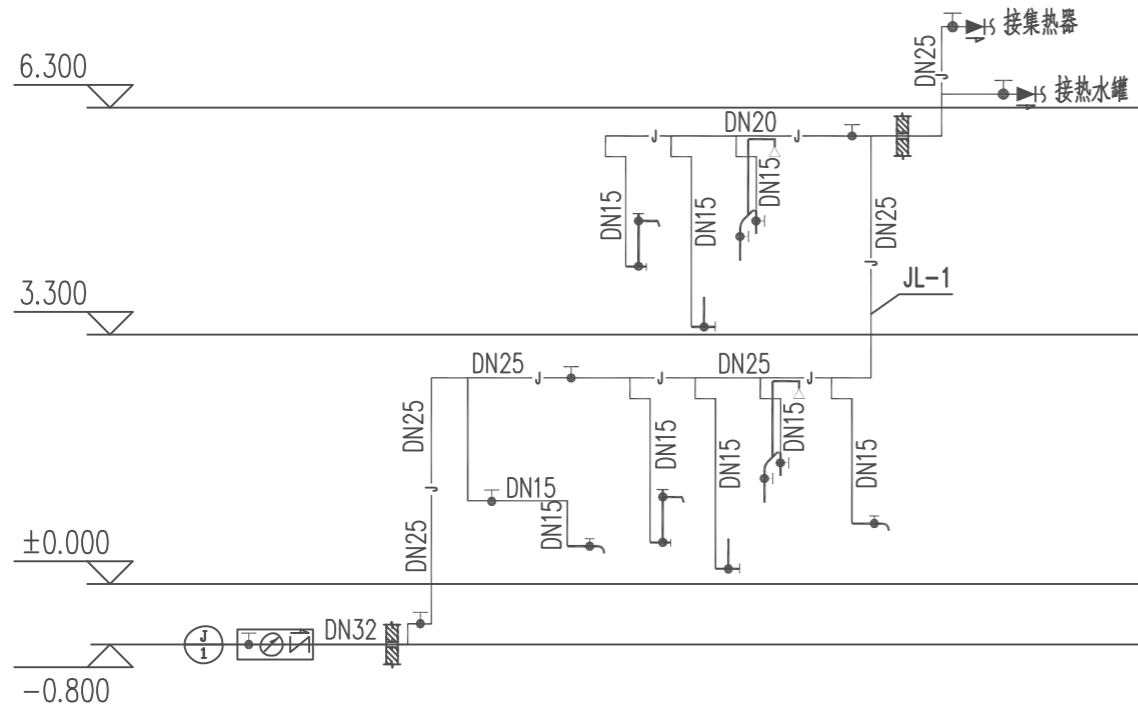 接集热器
DN25
J
6.300
接热水罐
DN20
J
J
DN15
DN15
DN15
DN25
J
JL-1
3.300
DN25
J
J
DN25
J
DN25
J
DN15
DN15
DN15
DN15
DN15
DN15
DN25
±0.000
J
1
DN32
-0.800